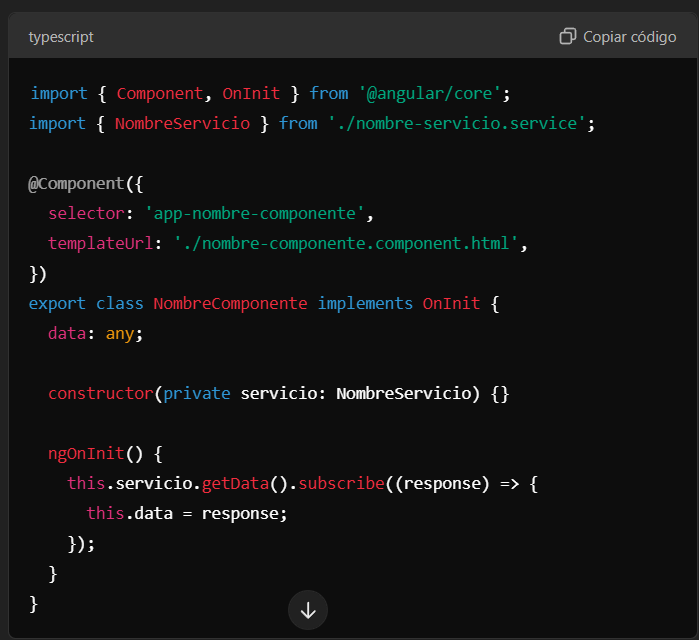 typescript
Copiar código
import { Component, OnInit } from '@angular/core';
import { NombreServicio } from './nombre-servicio.service';
@Component({
selector: 'app-nombre-componente',
templateUrl: './nombre-componente.component.html',
})
export class NombreComponente implements OnInit {
data: any;
constructor(private servicio: NombreServicio) {}
ngOnInit() {
this.servicio.getData().subscribe((response) => {
this.data = response;
});
}
}